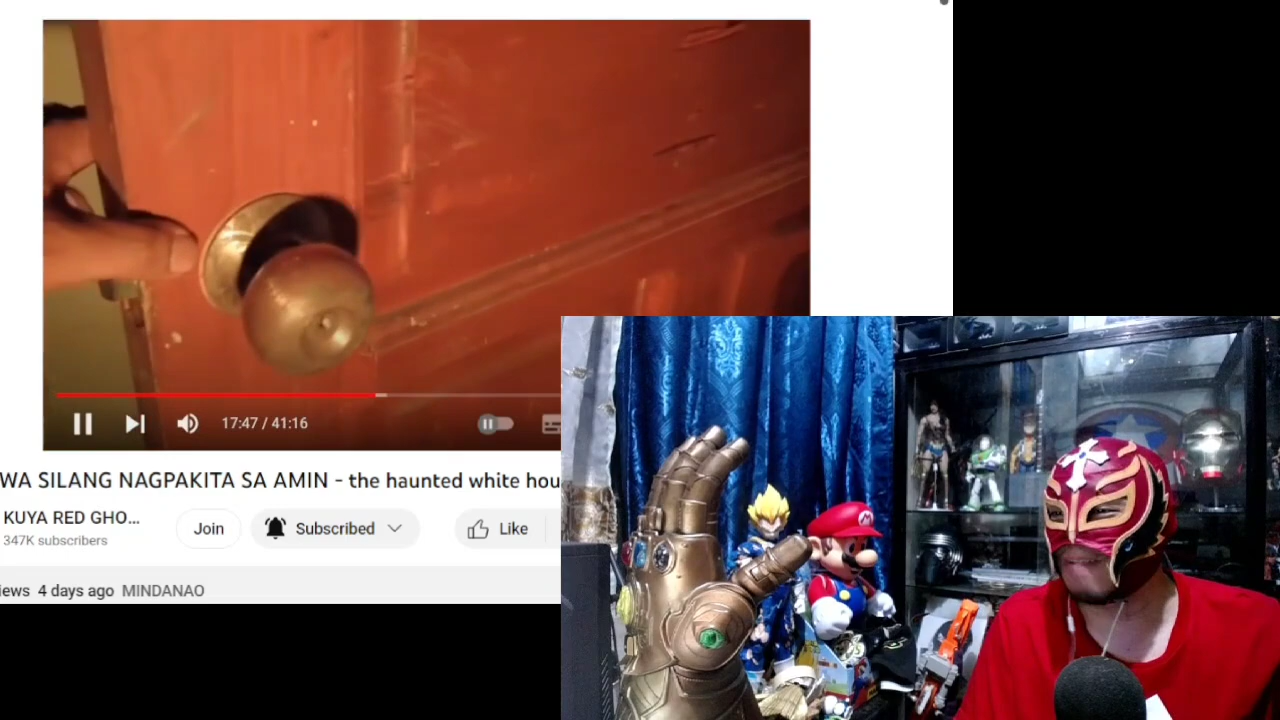 17:47 / 41:16
WA SILANG NAGPAKITA SA AMIN - the haunted white hou
KUYA RED GHO...
347K subscribers
Join
Subscribed
Like
iews 4 days ago MINDANAO
M